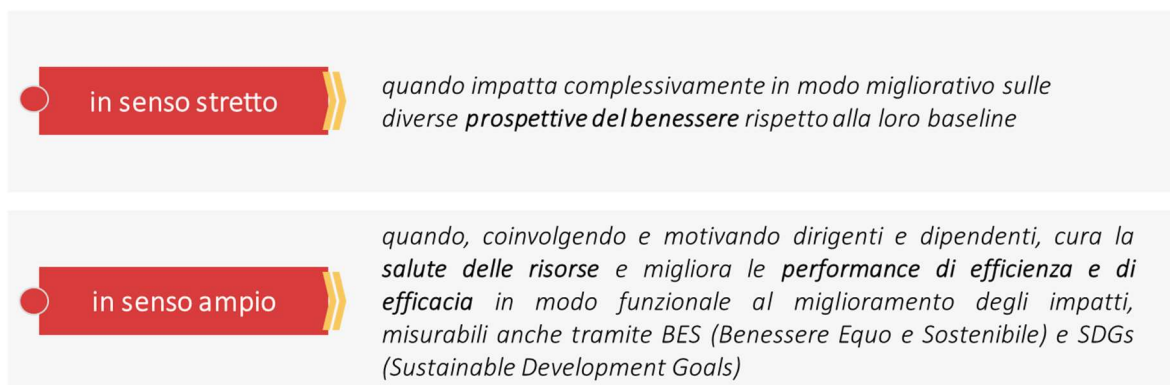 in senso stretto
quando impatta complessivamente in modo migliorativo sulle
diverse prospettive del benessere rispetto alla loro baseline
in senso ampio
quando, coinvolgendo e motivando dirigenti e dipendenti, cura la
salute delle risorse e migliora le performance di efficienza e di
efficacia in modo funzionale al miglioramento degli impatti,
misurabili anche tramite BES (Benessere Equo e Sostenibile) e SDGs
(Sustainable Development Goals)